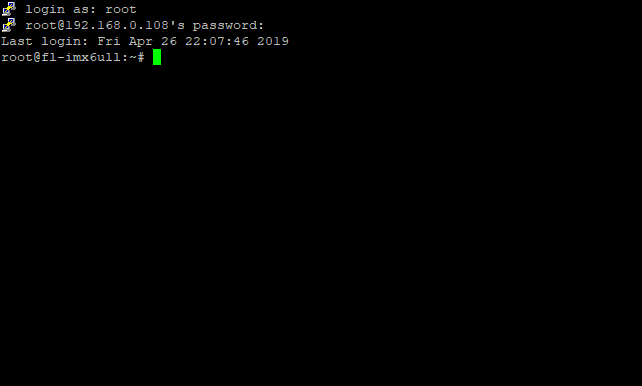 login as: root
root@192.168.0.108's password:
Last login: Fri Apr 26 22:07:46 2019
root@fl-imx6ull:~#